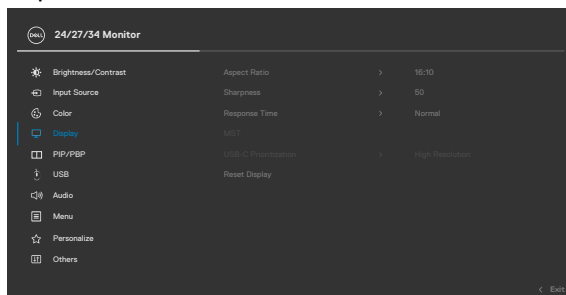 DELL 24/27/34 Monitor
Brightness/Contrast Aspect Ratio > 16:10
Input Source Sharpness > 50
Color Response Time > Normal
Display MST
PIP/PBP USB-C Prioritization > High Resolution
USB Reset Display
Audio
Menu
Personalize
Others
< Exit